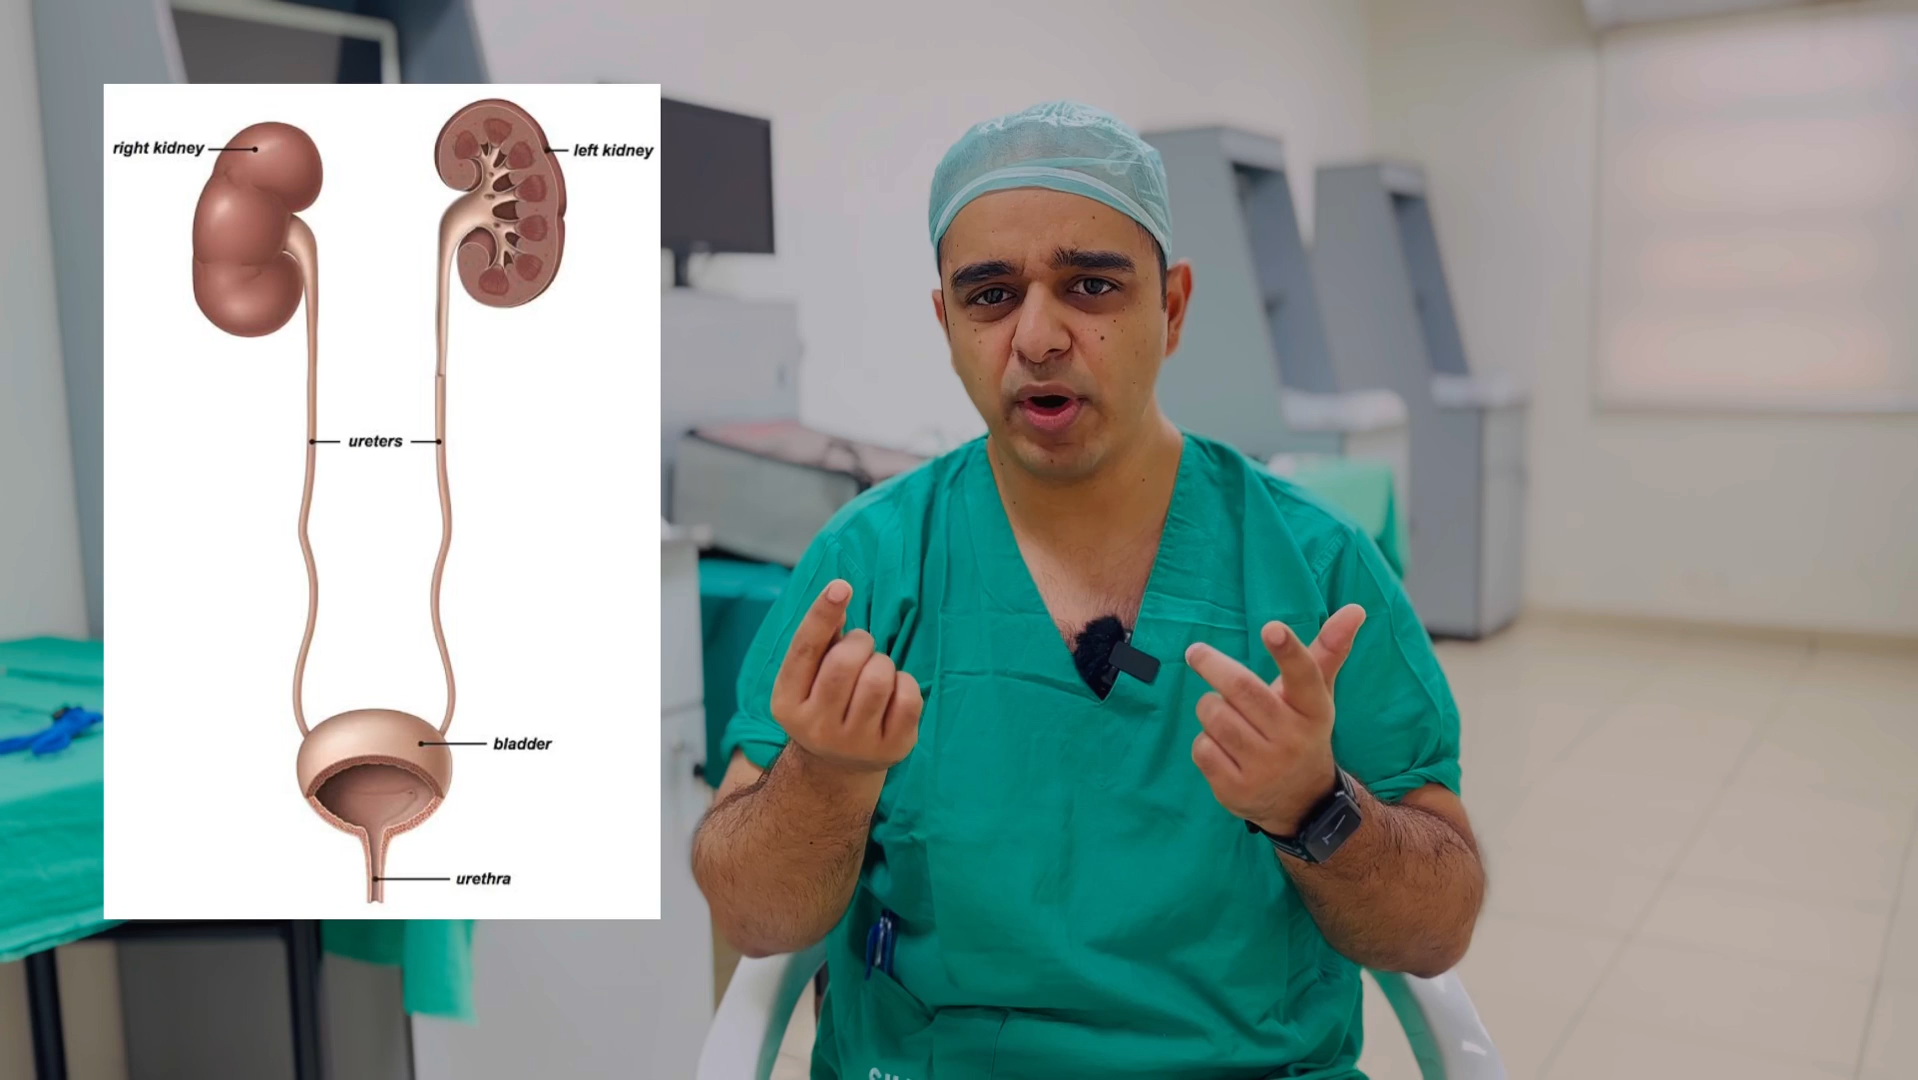 right kidney
left kidney
ureters
bladder
urethra